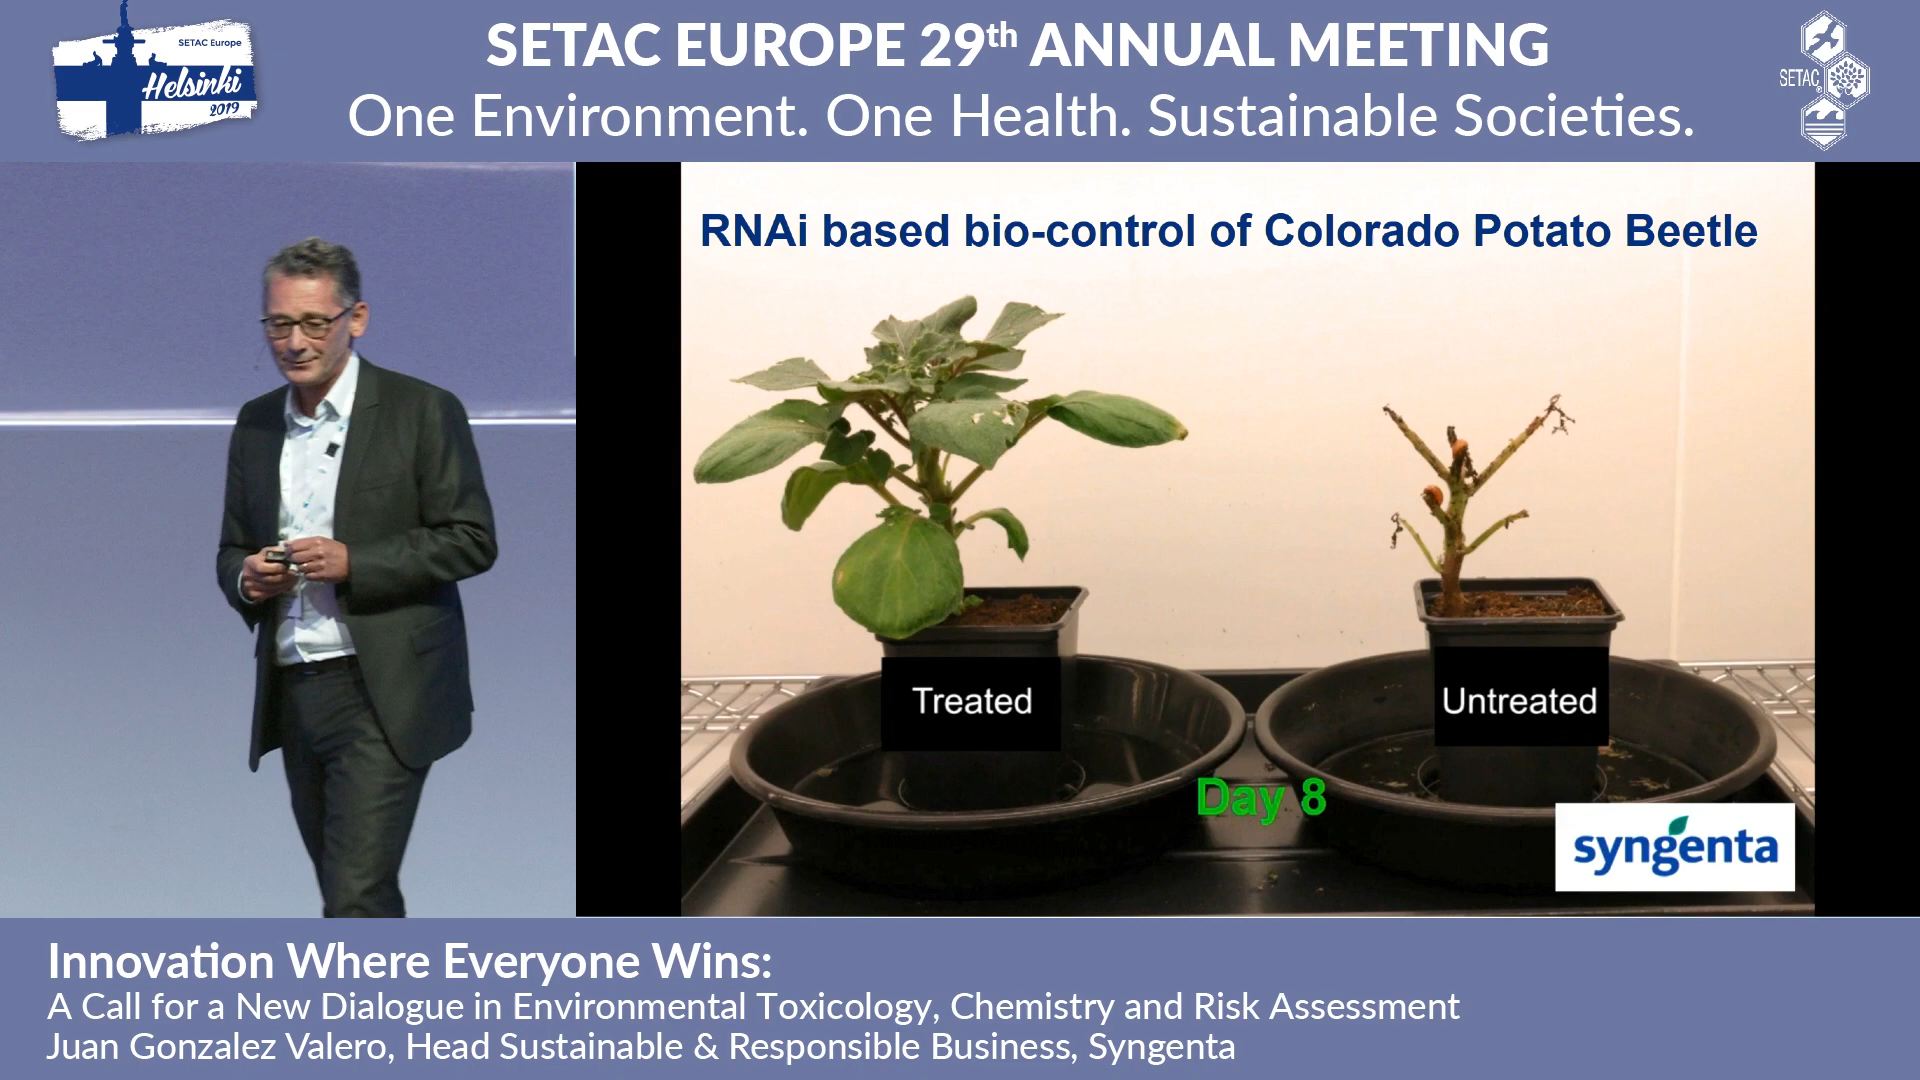 SETAC Europe
Helsinki
2019
SETAC EUROPE 29th ANNUAL MEETING
One Environment. One Health. Sustainable Societies.
SETAC
RNAi based bio-control of Colorado Potato Beetle
Treated
Untreated
Day 8
syngenta
Innovation Where Everyone Wins:
A Call for a New Dialogue in Environmental Toxicology, Chemistry and Risk Assessment
Juan Gonzalez Valero, Head Sustainable & Responsible Business, Syngenta